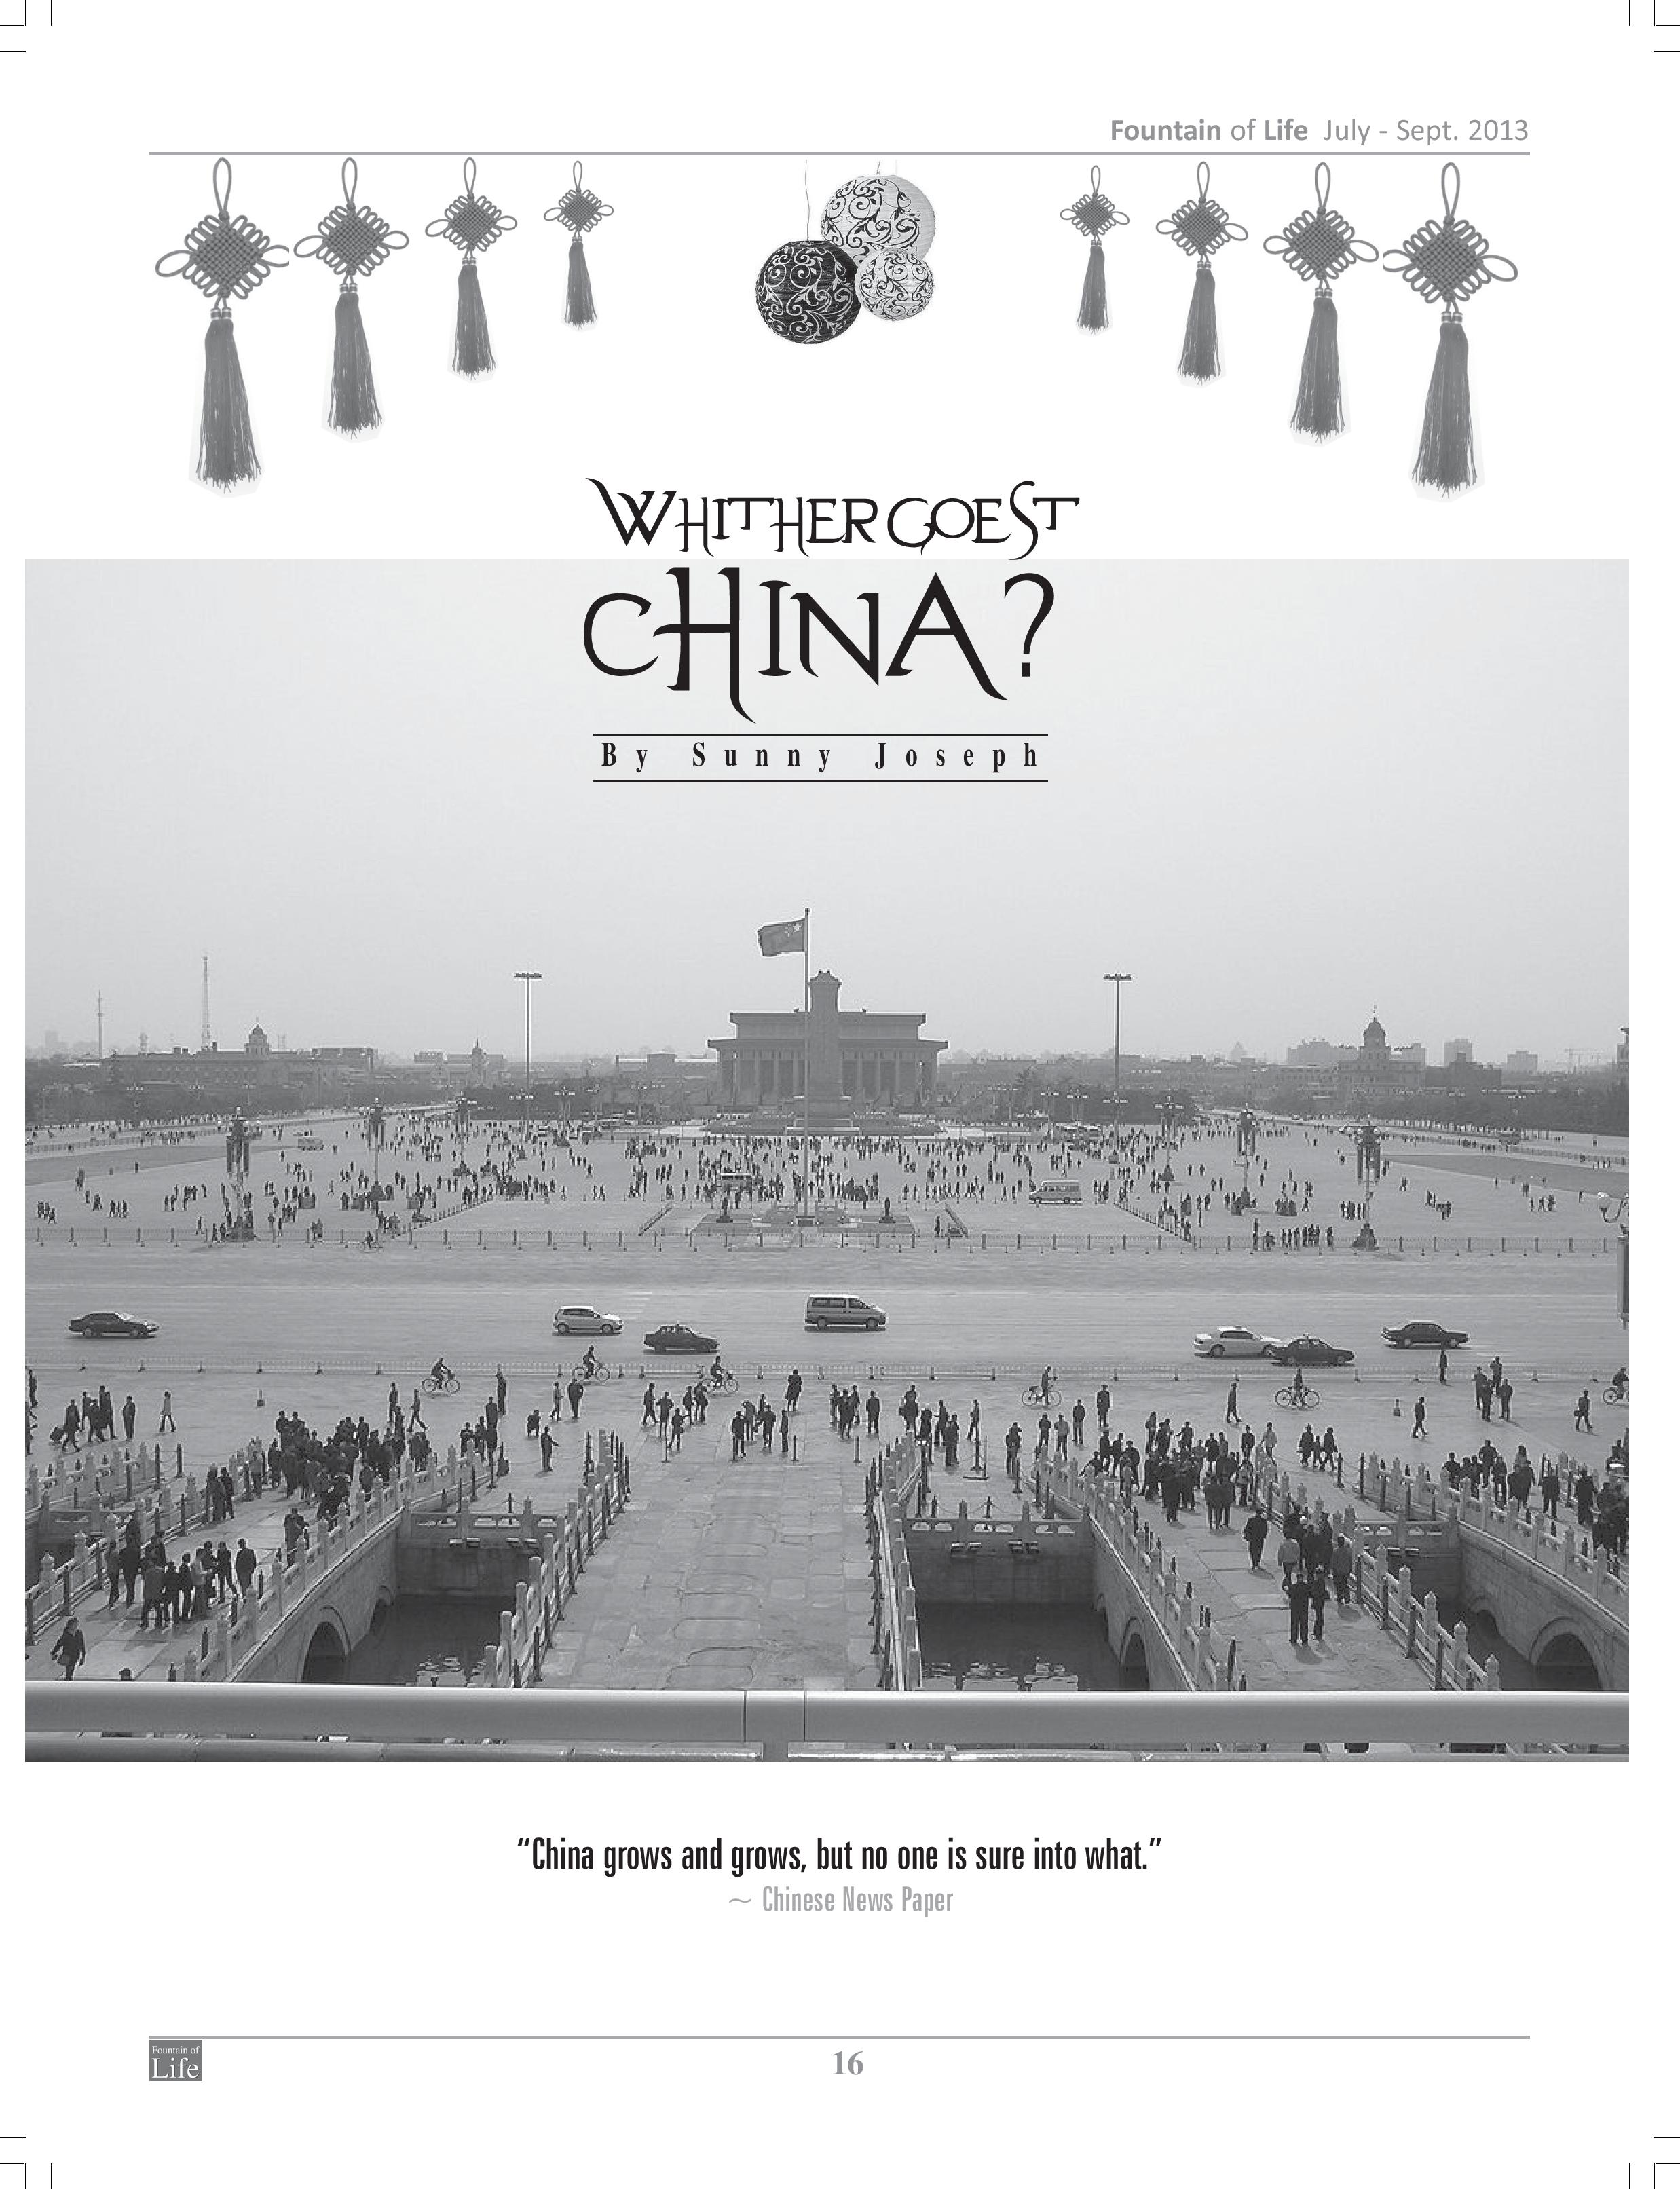 Fountain of Life July - Sept. 2013
WHITHER GOEST
CHINA?
By Sunny Joseph
“China grows and grows, but no one is sure into what.”
~ Chinese News Paper
Fountain of
Life
16